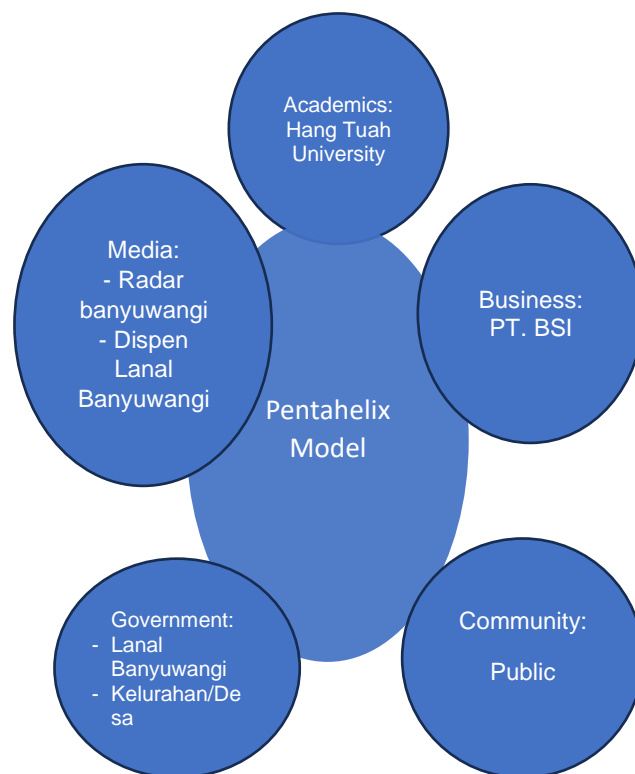 Academics:
Hang Tuah
University
Media:
- Radar
banyuwangi
- Dispen
Lanal
Banyuwangi
Business:
PT. BSI
Pentahelix
Model
Government:
- Lanal
Banyuwangi
- Kelurahan/De
sa
Community:
Public